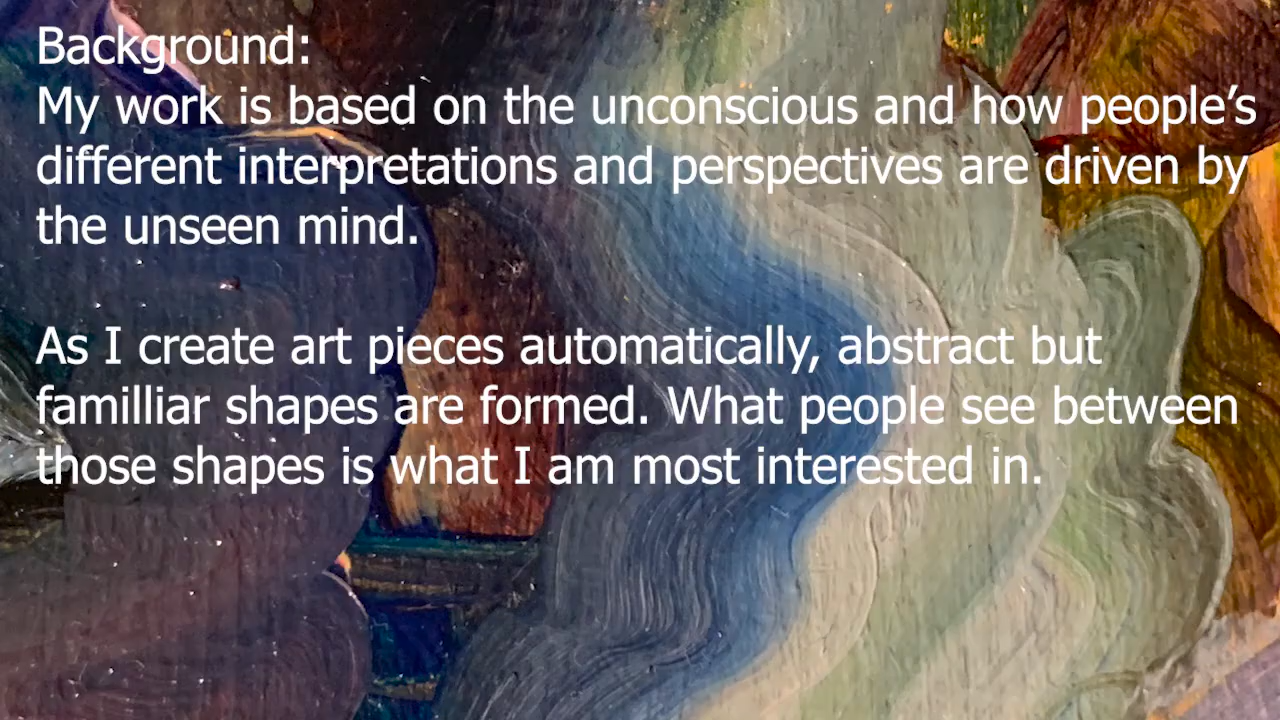 Background:
My work is based on the unconscious and how people’s
different interpretations and perspectives are driven by
the unseen mind.
As I create art pieces automatically, abstract but
familliar shapes are formed. What people see between
those shapes is what I am most interested in.